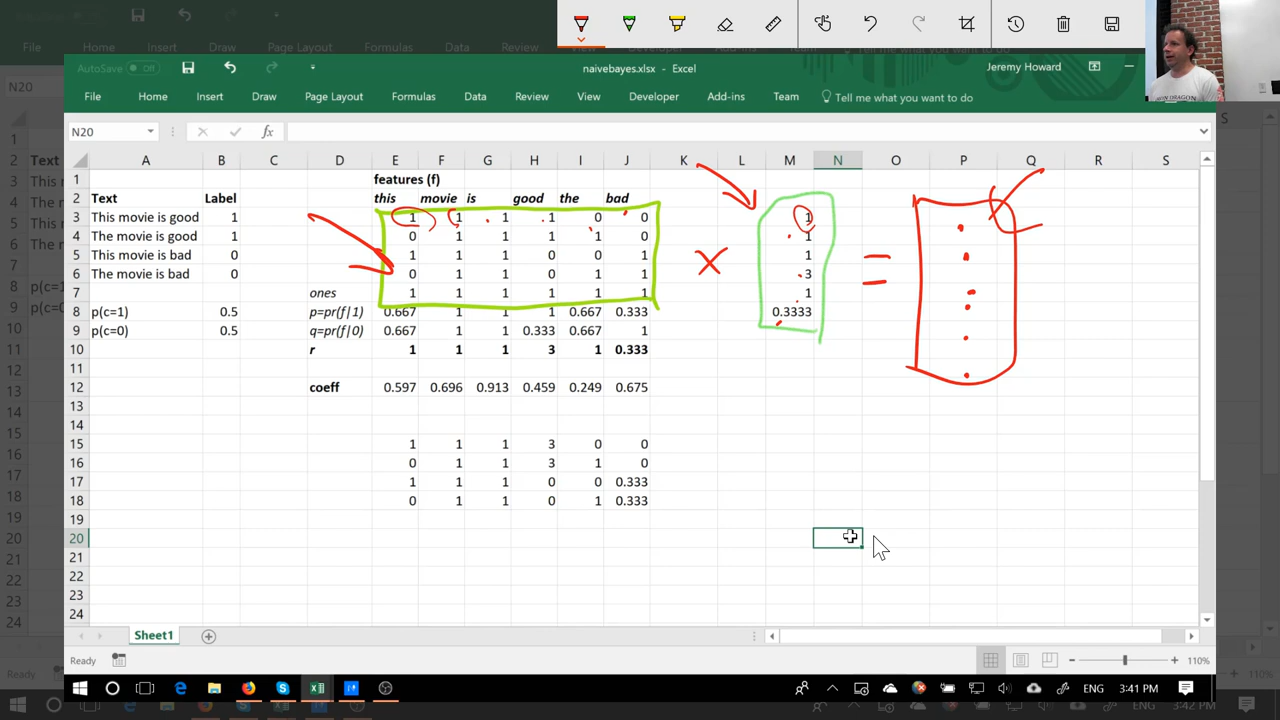 AutoSave Off naivebayes.xlsx - Excel Jeremy Howard
File Home Insert Draw Page Layout Formulas Data Review View Developer Add-ins Team Tell me what you want to do
N20 fx
A B C D E F G H I J K L M N O P Q R S
1 features (f)
2 Text Label this movie is good the bad
3 This movie is good 1 1 1 1 1 0 0 1
4 The movie is good 1 0 1 1 1 1 0 1
5 This movie is bad 0 1 1 1 0 0 1 1
6 The movie is bad 0 0 1 1 0 1 1 3
7 ones 1 1 1 1 1 1 1
8 p(c=1) 0.5 p=pr(f|1) 0.667 1 1 1 0.667 0.333 0.3333
9 p(c=0) 0.5 q=pr(f|0) 0.667 1 1 0.333 0.667 1
10 r 1 1 1 3 1 0.333
11
12 coeff 0.597 0.696 0.913 0.459 0.249 0.675
13
14
15 1 1 1 3 0 0
16 0 1 1 3 1 0
17 1 1 1 0 0 0.333
18 0 1 1 0 1 0.333
19
20
21
22
23
24
× =
Sheet1
Ready 110%
ENG 3:41 PM